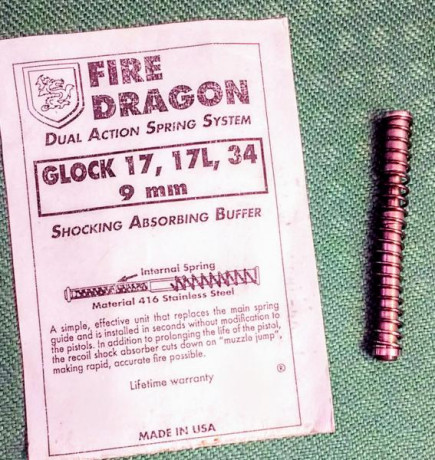 FIRE
DRAGON
DUAL ACTION SPRING SYSTEM
GLOCK 17, 17L, 34
9 mm
SHOCKING ABSORBING BUFFER
Internal Spring
Material 416 Stainless Steel
A simple, effective unit that replaces the main spring
guide and is installed in seconds without modification to
the pistols. In addition to prolonging the life of the pistal,
the recoil shock absorber cuts down on "muzzle jump",
making rapid, accurate fire possible.
Lifetime warranty
®
MADE IN USA